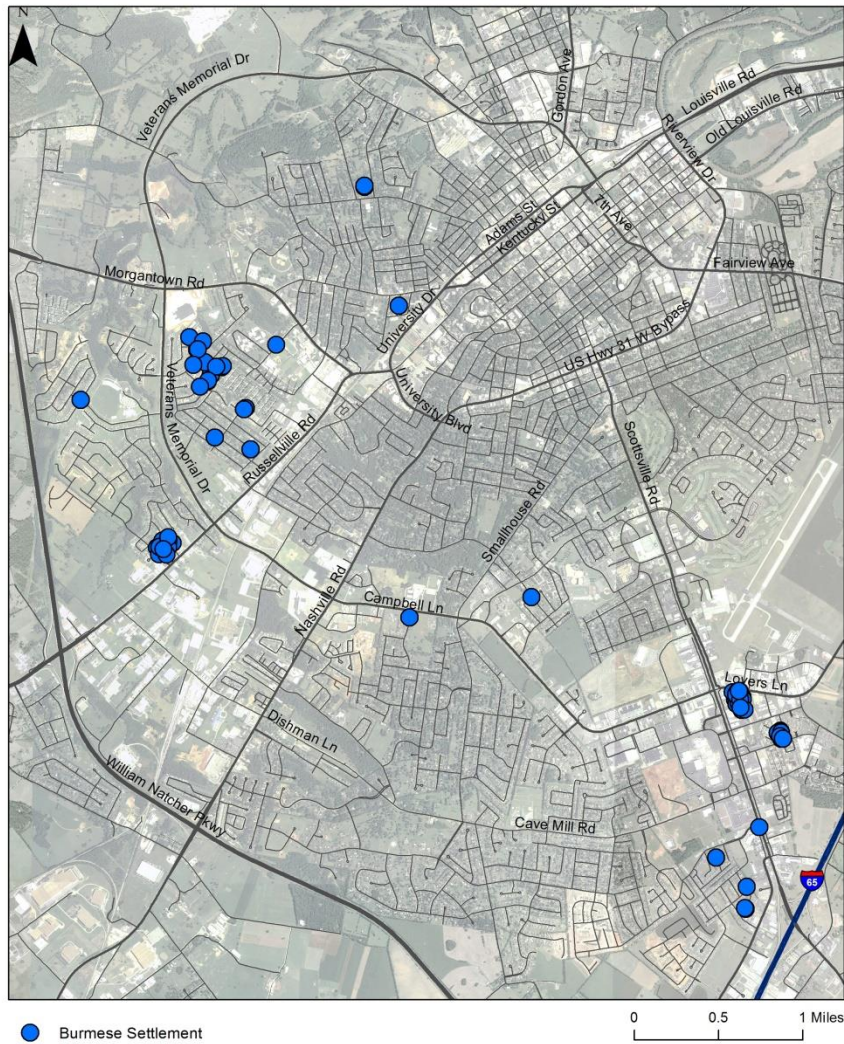 N
Veterans Memorial Dr
Gordon Ave
Louisville Rd
Old Louisville Rd
Riverview Dr
Adams St
Kentucky St
7th Ave
Fairview Ave
Morgantown Rd
University Dr
US Hwy 31 W Bypass
University Blvd
Veterans Memorial Dr
Russellville Rd
Scottsville Rd
Smallhouse Rd
Nashville Rd
Campbell Ln
Lovers Ln
Dishman Ln
William Natcher Pkwy
Cave Mill Rd
65
Burmese Settlement
0 0.5 1 Miles